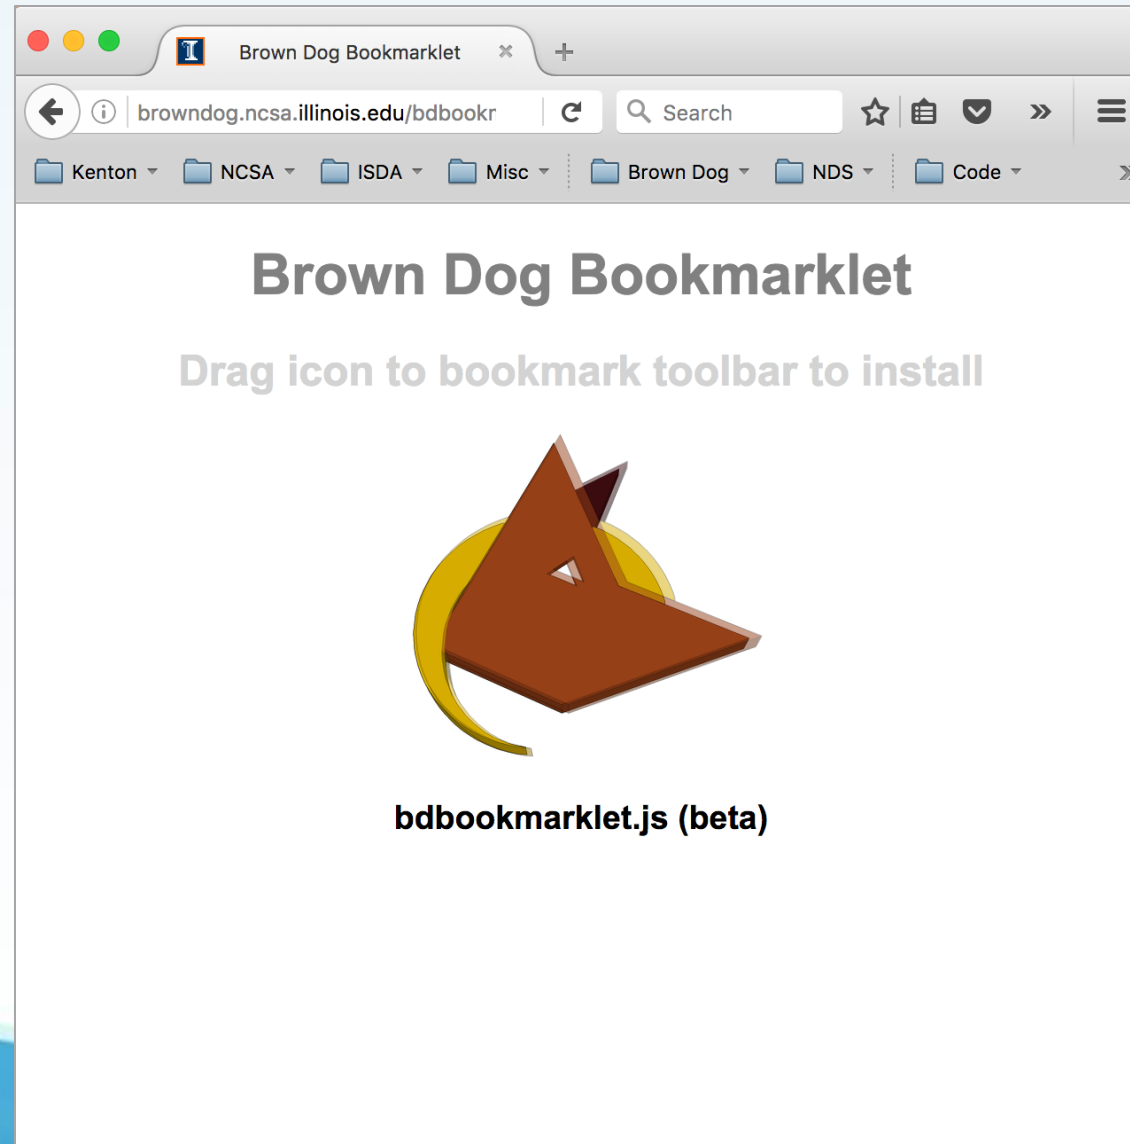 Brown Dog Bookmarklet
browndog.ncsa.illinois.edu/bdbookr
Search
Kenton NCSA ISDA Misc Brown Dog NDS Code
Brown Dog Bookmarklet
Drag icon to bookmark toolbar to install
bdbookmarklet.js (beta)